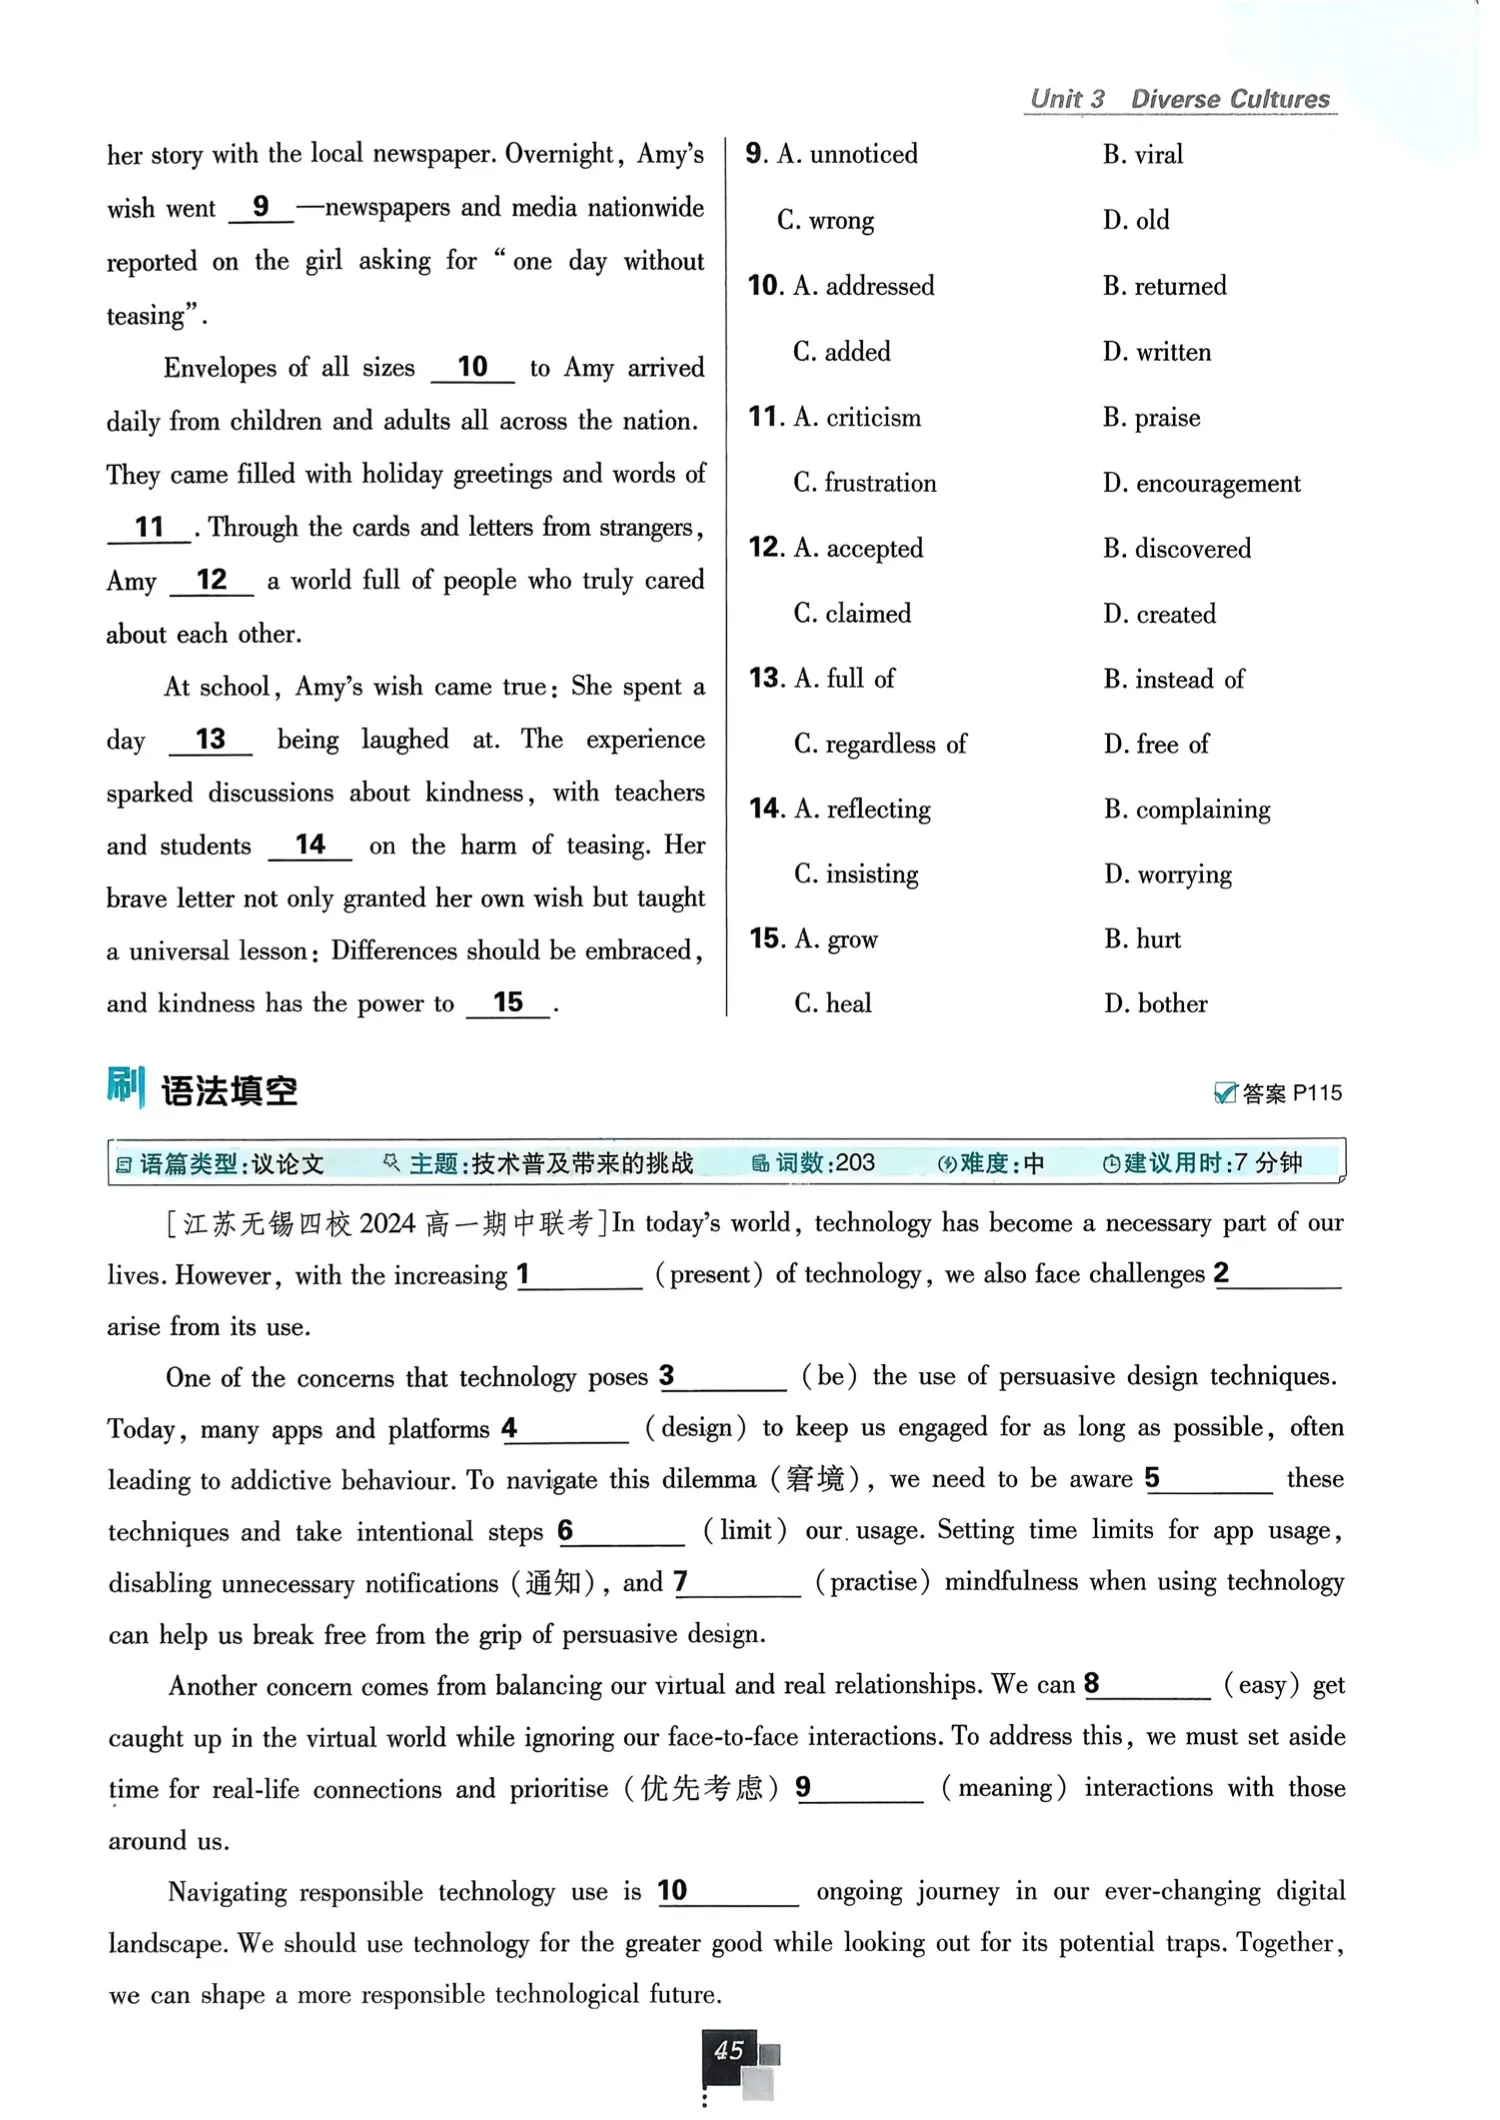 Unit 3 Diverse Cultures
her story with the local newspaper. Overnight, Amy's
wish went 9 —newspapers and media nationwide
reported on the girl asking for “one day without
teasing”.
Envelopes of all sizes 10 to Amy arrived
daily from children and adults all across the nation.
They came filled with holiday greetings and words of
11 . Through the cards and letters from strangers,
Amy 12 a world full of people who truly cared
about each other.
At school, Amy's wish came true: She spent a
day 13 being laughed at. The experience
sparked discussions about kindness, with teachers
and students 14 on the harm of teasing. Her
brave letter not only granted her own wish but taught
a universal lesson: Differences should be embraced,
and kindness has the power to 15 .
9. A. unnoticed B. viral
C. wrong D. old
10. A. addressed B. returned
C. added D. written
11. A. criticism B. praise
C. frustration D. encouragement
12. A. accepted B. discovered
C. claimed D. created
13. A. full of B. instead of
C. regardless of D. free of
14. A. reflecting B. complaining
C. insisting D. worrying
15. A. grow B. hurt
C. heal D. bother
刷 语法填空 答案 P115
语篇类型:议论文 主题:技术普及带来的挑战 词数:203 难度:中 建议用时:7 分钟
[江苏无锡四校 2024 高一期中联考]In today's world, technology has become a necessary part of our
lives. However, with the increasing 1 (present) of technology, we also face challenges 2
arise from its use.
One of the concerns that technology poses 3 (be) the use of persuasive design techniques.
Today, many apps and platforms 4 (design) to keep us engaged for as long as possible, often
leading to addictive behaviour. To navigate this dilemma (窘境), we need to be aware 5 these
techniques and take intentional steps 6 (limit) our usage. Setting time limits for app usage,
disabling unnecessary notifications (通知), and 7 (practise) mindfulness when using technology
can help us break free from the grip of persuasive design.
Another concern comes from balancing our virtual and real relationships. We can 8 (easy) get
caught up in the virtual world while ignoring our face-to-face interactions. To address this, we must set aside
time for real-life connections and prioritise (优先考虑) 9 (meaning) interactions with those
around us.
Navigating responsible technology use is 10 ongoing journey in our ever-changing digital
landscape. We should use technology for the greater good while looking out for its potential traps. Together,
we can shape a more responsible technological future.
45